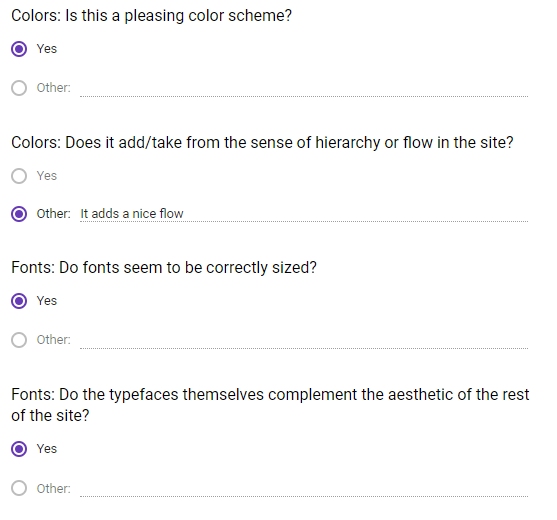 Colors: Is this a pleasing color scheme?
Yes
Other:
Colors: Does it add/take from the sense of hierarchy or flow in the site?
Yes
Other: It adds a nice flow
Fonts: Do fonts seem to be correctly sized?
Yes
Other:
Fonts: Do the typefaces themselves complement the aesthetic of the rest
of the site?
Yes
Other: